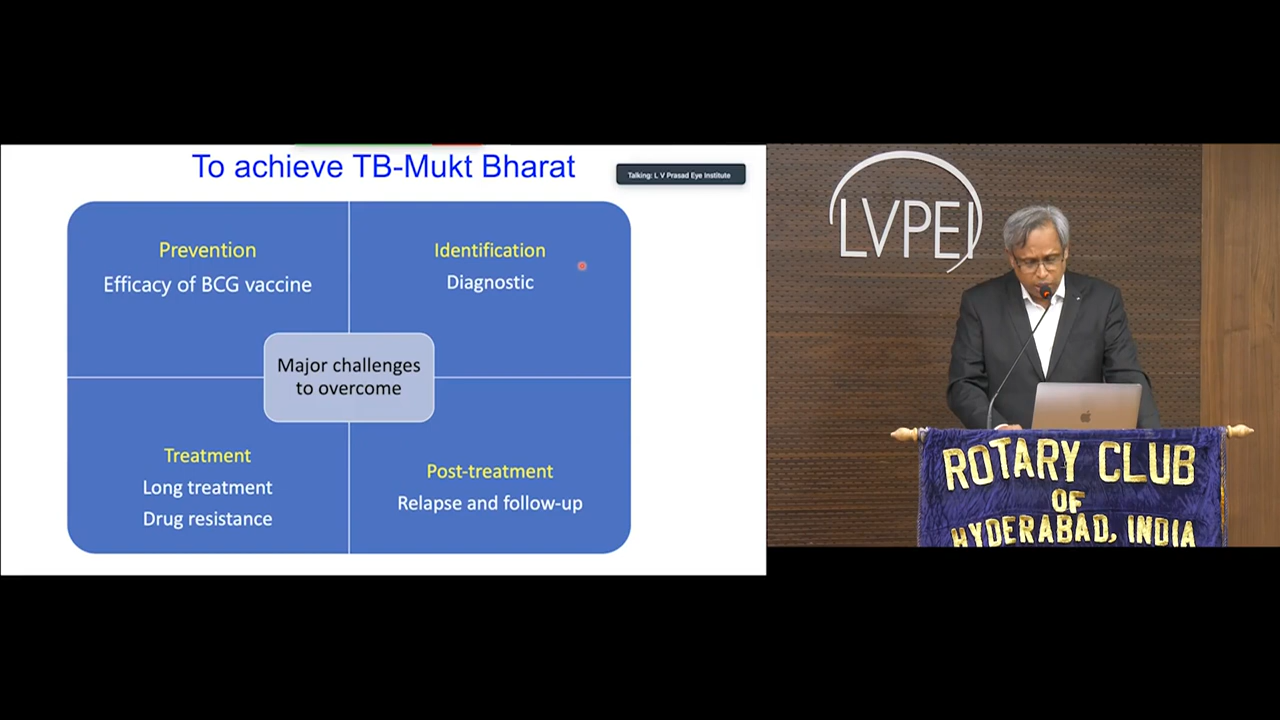 To achieve TB-Mukt Bharat
Talking: L V Prasad Eye Institute
Prevention
Efficacy of BCG vaccine
Identification
Diagnostic
Major challenges
to overcome
Treatment
Long treatment
Drug resistance
Post-treatment
Relapse and follow-up
LVPEI
ROTARY CLUB
OF
HYDERABAD, INDIA